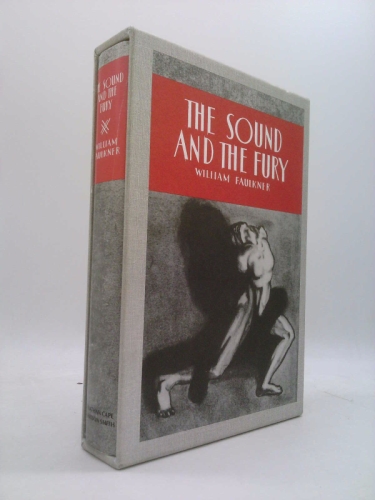 THE SOUND
AND THE
FURY
WILLIAM
FAULKNER
THE SOUND
AND THE FURY
WILLIAM FAULKNER